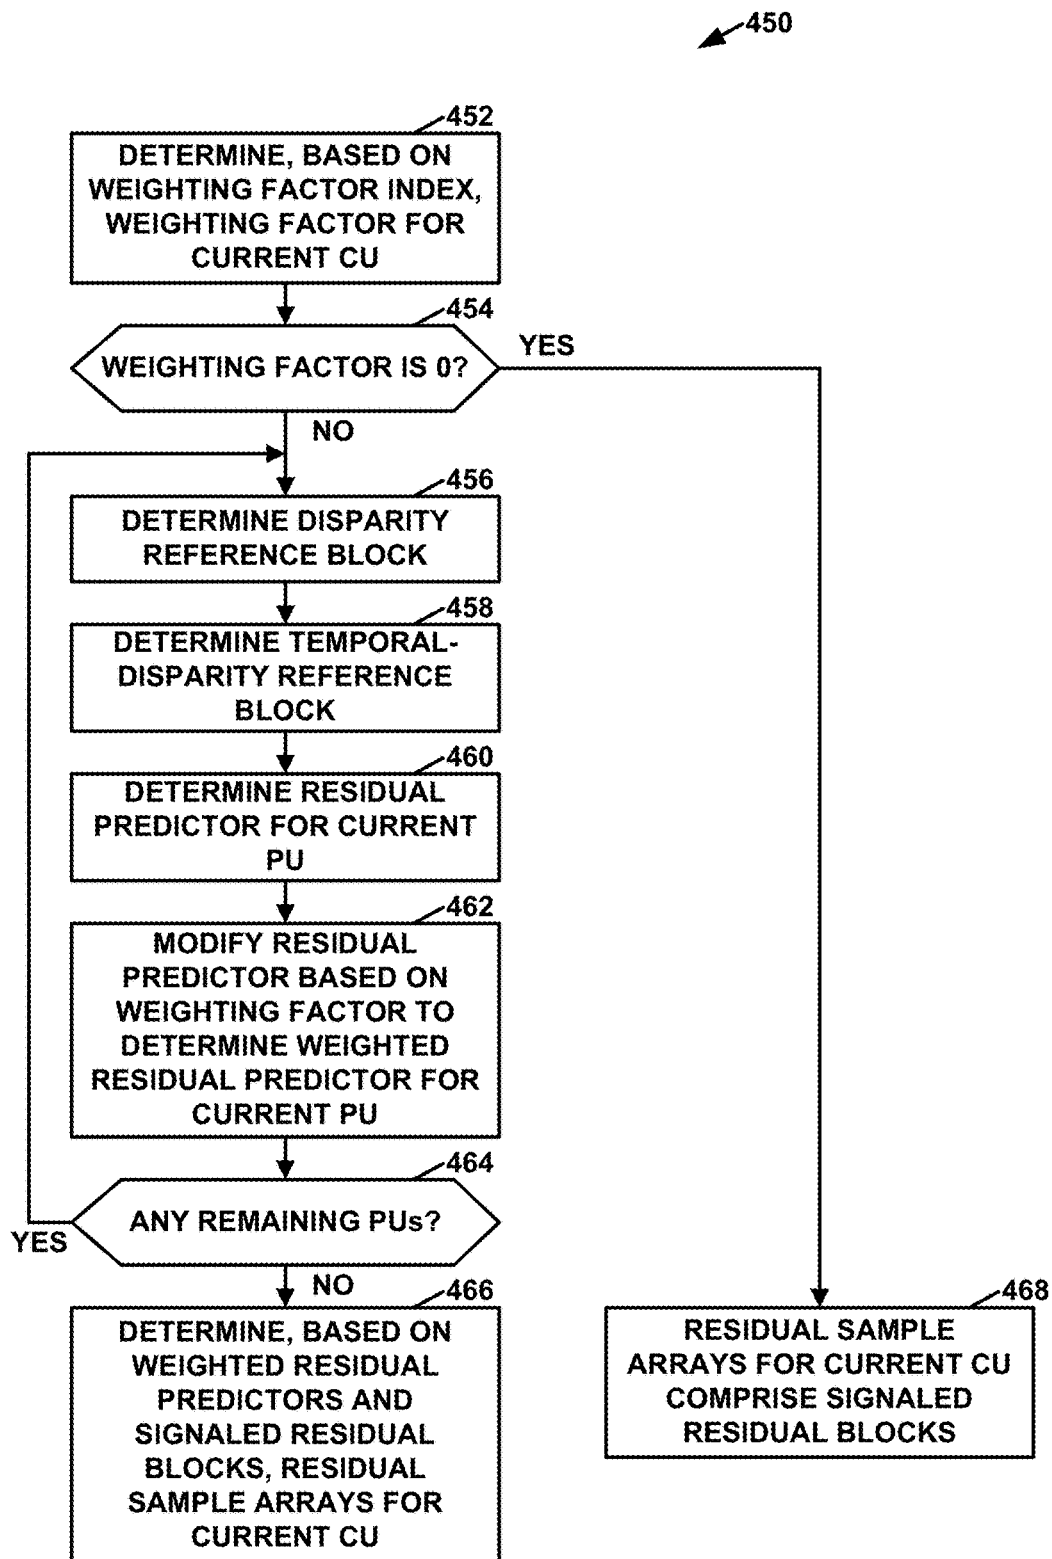 450
452
DETERMINE, BASED ON
WEIGHTING FACTOR INDEX,
WEIGHTING FACTOR FOR
CURRENT CU
454
WEIGHTING FACTOR IS 0?
YES
NO
456
DETERMINE DISPARITY
REFERENCE BLOCK
458
DETERMINE TEMPORAL-
DISPARITY REFERENCE
BLOCK
460
DETERMINE RESIDUAL
PREDICTOR FOR CURRENT
PU
462
MODIFY RESIDUAL
PREDICTOR BASED ON
WEIGHTING FACTOR TO
DETERMINE WEIGHTED
RESIDUAL PREDICTOR FOR
CURRENT PU
464
ANY REMAINING PUs?
YES
NO
466
DETERMINE, BASED ON
WEIGHTED RESIDUAL
PREDICTORS AND
SIGNALED RESIDUAL
BLOCKS, RESIDUAL
SAMPLE ARRAYS FOR
CURRENT CU
468
RESIDUAL SAMPLE
ARRAYS FOR CURRENT CU
COMPRISE SIGNALED
RESIDUAL BLOCKS